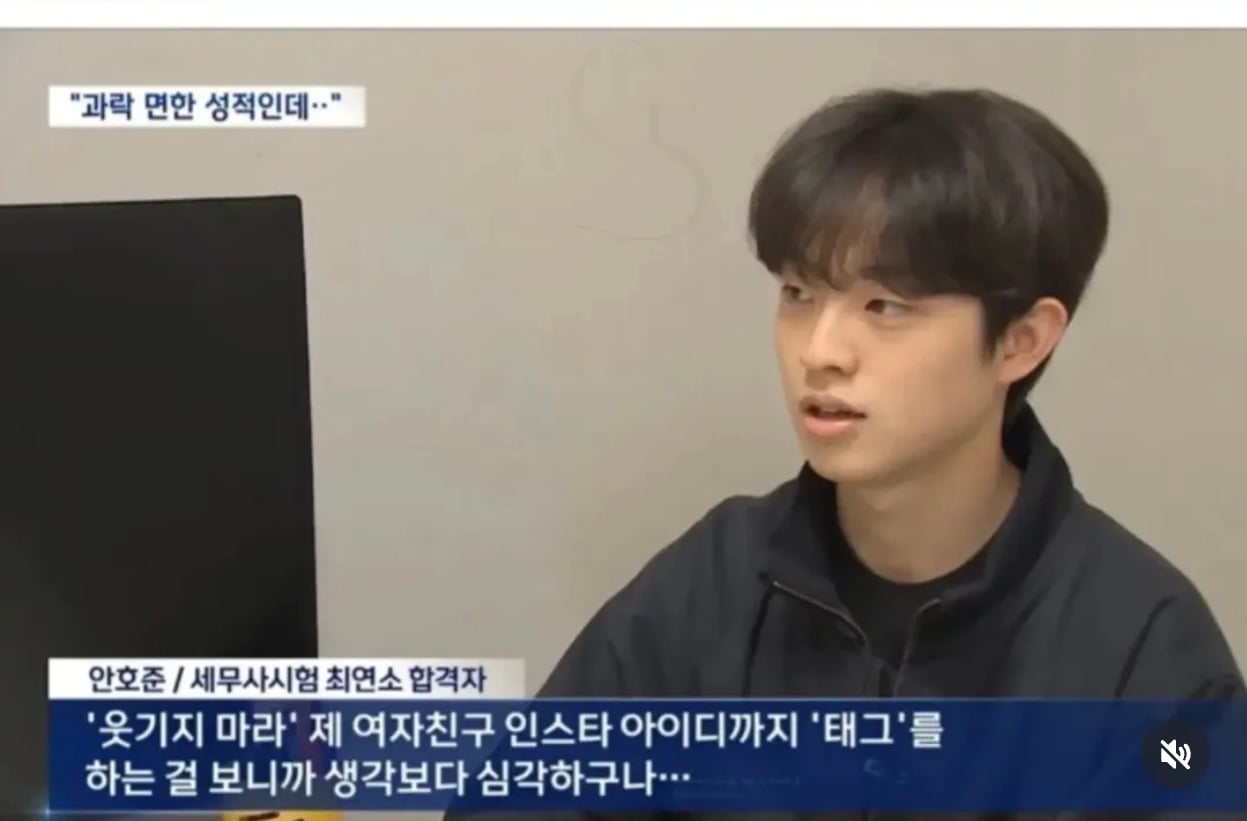 "과락 면한 성적인데··"
안호준 / 세무사시험 최연소 합격자
'웃기지 마라' 제 여자친구 인스타 아이디까지 '태그'를
하는 걸 보니까 생각보다 심각하구나···